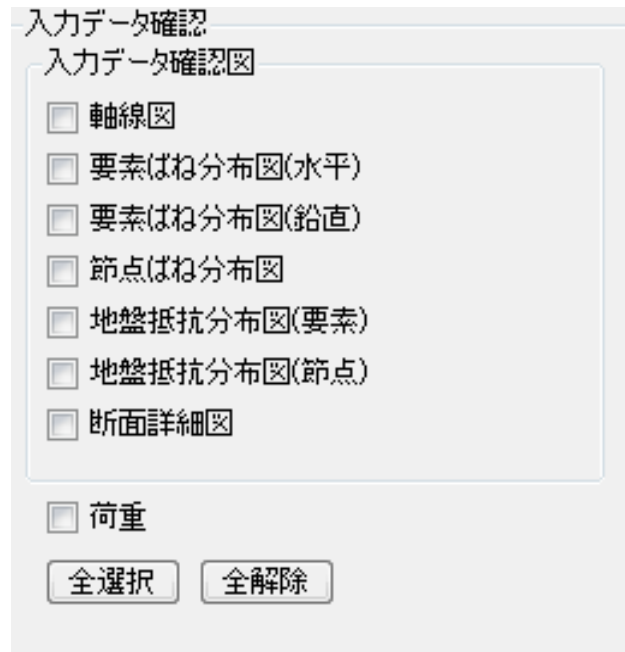 入力データ確認
入力データ確認図
軸線図
要素ばね分布図(水平)
要素ばね分布図(鉛直)
節点ばね分布図
地盤抵抗分布図(要素)
地盤抵抗分布図(節点)
断面詳細図
荷重
全選択 全解除